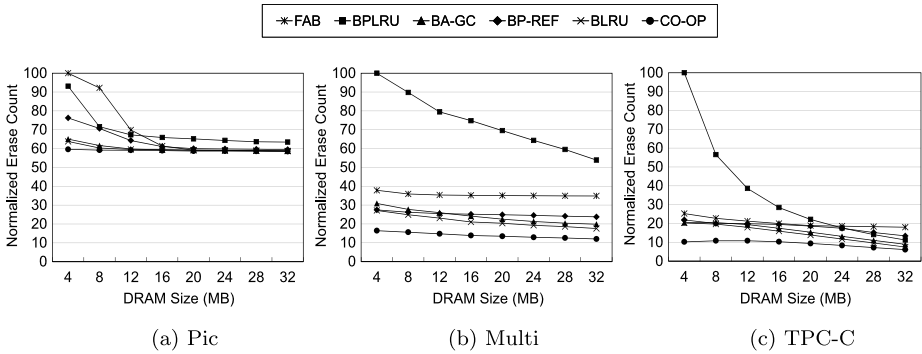 FAB BPLRU BA-GC BP-REF BLRU CO-OP
Normalized Erase Count
100
90
80
70
60
50
40
30
20
10
0
4 8 12 16 20 24 28 32
DRAM Size (MB)
(a) Pic
Normalized Erase Count
100
90
80
70
60
50
40
30
20
10
0
4 8 12 16 20 24 28 32
DRAM Size (MB)
(b) Multi
Normalized Erase Count
100
90
80
70
60
50
40
30
20
10
0
4 8 12 16 20 24 28 32
DRAM Size (MB)
(c) TPC-C